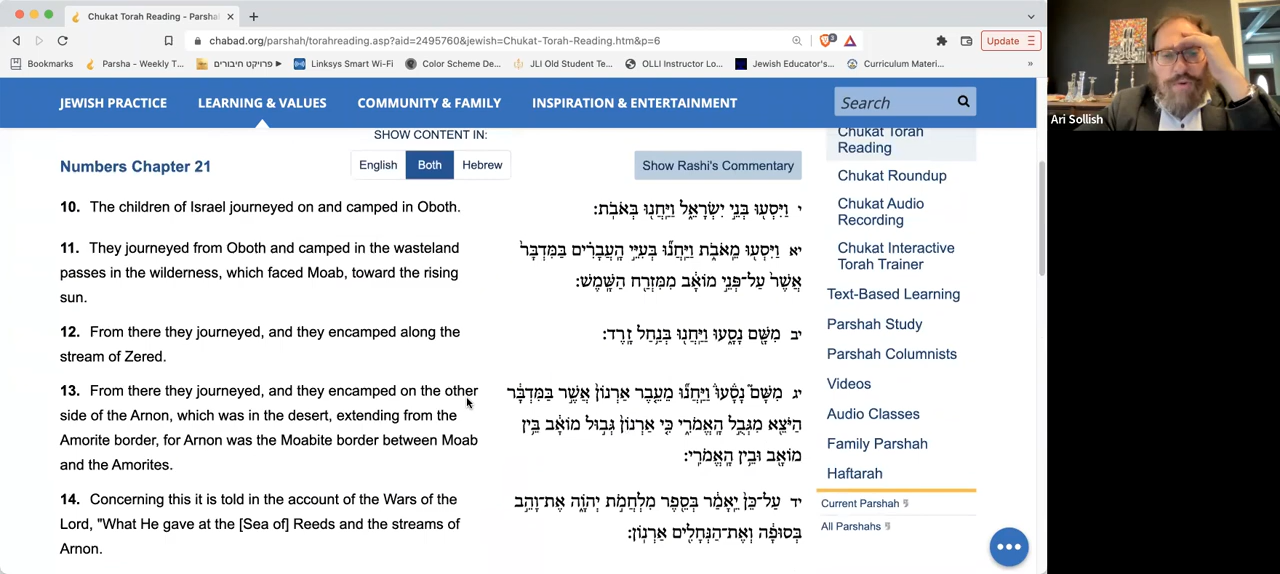 Chukat Torah Reading - Parshal
chabad.org/parshah/torahreading.asp?aid=2495760&jewish=Chukat-Torah-Reading.htm&p=6
Update
Bookmarks
Parsha - Weekly T...
פרויקט חיבורים
Linksys Smart Wi-Fi
Color Scheme De...
JLI Old Student Te...
OLLI Instructor Lo...
Jewish Educator's...
Curriculum Materi...
JEWISH PRACTICE
LEARNING & VALUES
COMMUNITY & FAMILY
INSPIRATION & ENTERTAINMENT
Search
Ari Sollish
SHOW CONTENT IN:
Numbers Chapter 21
English
Both
Hebrew
Show Rashi's Commentary
10. The children of Israel journeyed on and camped in Oboth.
י וַיִּסְע֖וּ בְּנֵ֣י יִשְׂרָאֵ֑ל וַיַּֽחֲנ֖וּ בְּאֹבֹֽת:
11. They journeyed from Oboth and camped in the wasteland
passes in the wilderness, which faced Moab, toward the rising
sun.
יא וַיִּסְע֖וּ מֵֽאֹבֹ֑ת וַיַּֽחֲנ֞וּ בְּעִיֵּ֣י הָֽעֲבָרִ֗ים בַּמִּדְבָּר֙
אֲשֶׁר֙ עַל־פְּנֵ֣י מוֹאָ֔ב מִמִּזְרַ֖ח הַשָּֽׁמֶשׁ:
12. From there they journeyed, and they encamped along the
stream of Zered.
יב מִשָּׁ֖ם נָסָ֑עוּ וַיַּֽחֲנ֖וּ בְּנַ֥חַל זָֽרֶד:
13. From there they journeyed, and they encamped on the other
side of the Arnon, which was in the desert, extending from the
Amorite border, for Arnon was the Moabite border between Moab
and the Amorites.
יג מִשָּׁם֘ נָסָ֒עוּ֒ וַיַּֽחֲנ֗וּ מֵעֵ֤בֶר אַרְנוֹן֙ אֲשֶׁ֣ר בַּמִּדְבָּ֔ר
הַיֹּצֵ֖א מִגְּבֻ֣ל הָֽאֱמֹרִ֑י כִּ֤י אַרְנוֹן֙ גְּב֣וּל מוֹאָ֔ב בֵּ֥ין
מוֹאָ֖ב וּבֵ֥ין הָֽאֱמֹרִֽי:
14. Concerning this it is told in the account of the Wars of the
Lord, "What He gave at the [Sea of] Reeds and the streams of
Arnon.
יד עַל־כֵּן֙ יֵֽאָמַ֔ר בְּסֵ֖פֶר מִלְחֲמֹ֣ת יְהֹוָ֑ה אֶת־וָהֵ֣ב
בְּסוּפָ֔ה וְאֶת־הַנְּחָלִ֖ים אַרְנֽוֹן:
Chukat Torah
Reading
Chukat Roundup
Chukat Audio
Recording
Chukat Interactive
Torah Trainer
Text-Based Learning
Parshah Study
Parshah Columnists
Videos
Audio Classes
Family Parshah
Haftarah
Current Parshah
All Parshahs